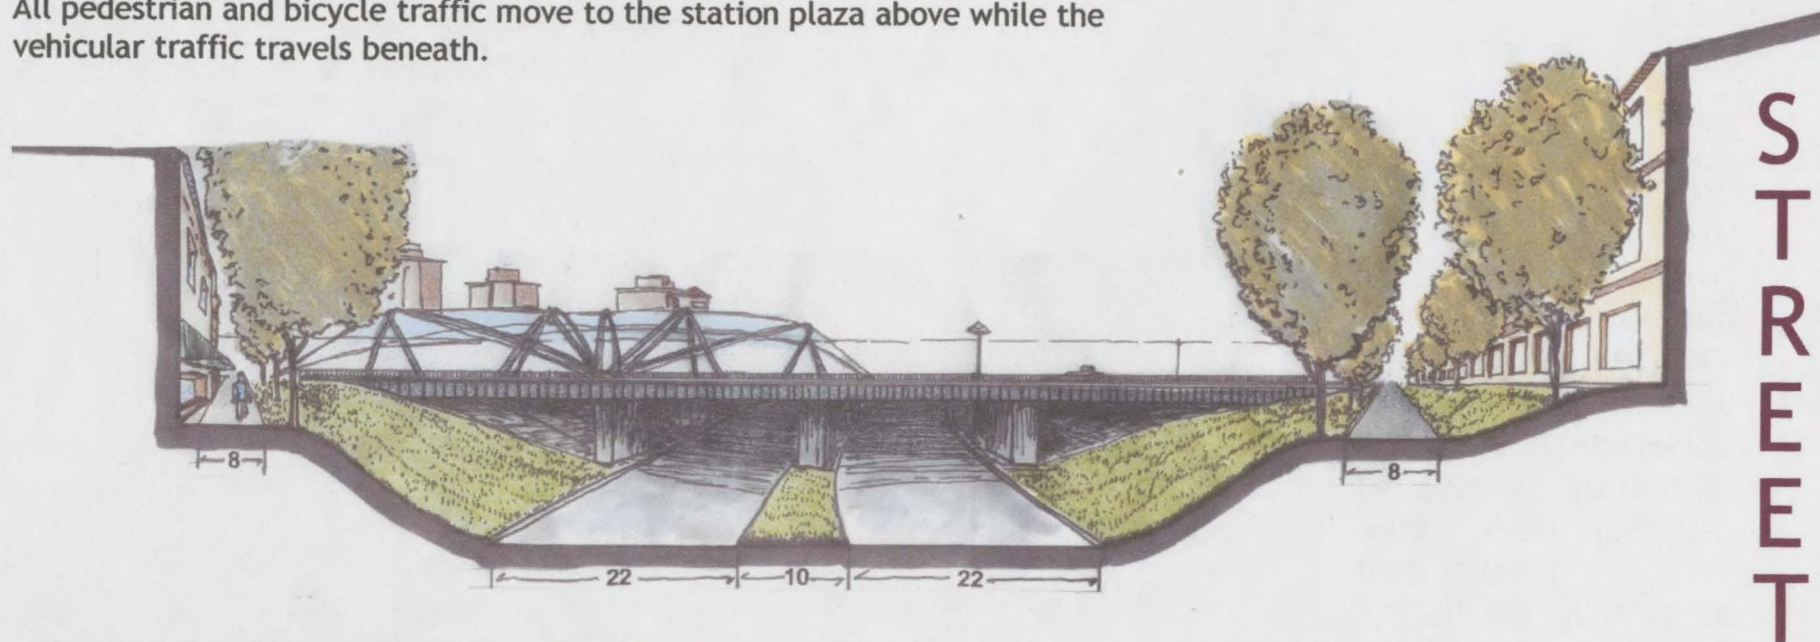 All pedestrian and bicycle traffic move to the station plaza above while the
vehicular traffic travels beneath.
8
22
10
22
8
STREET